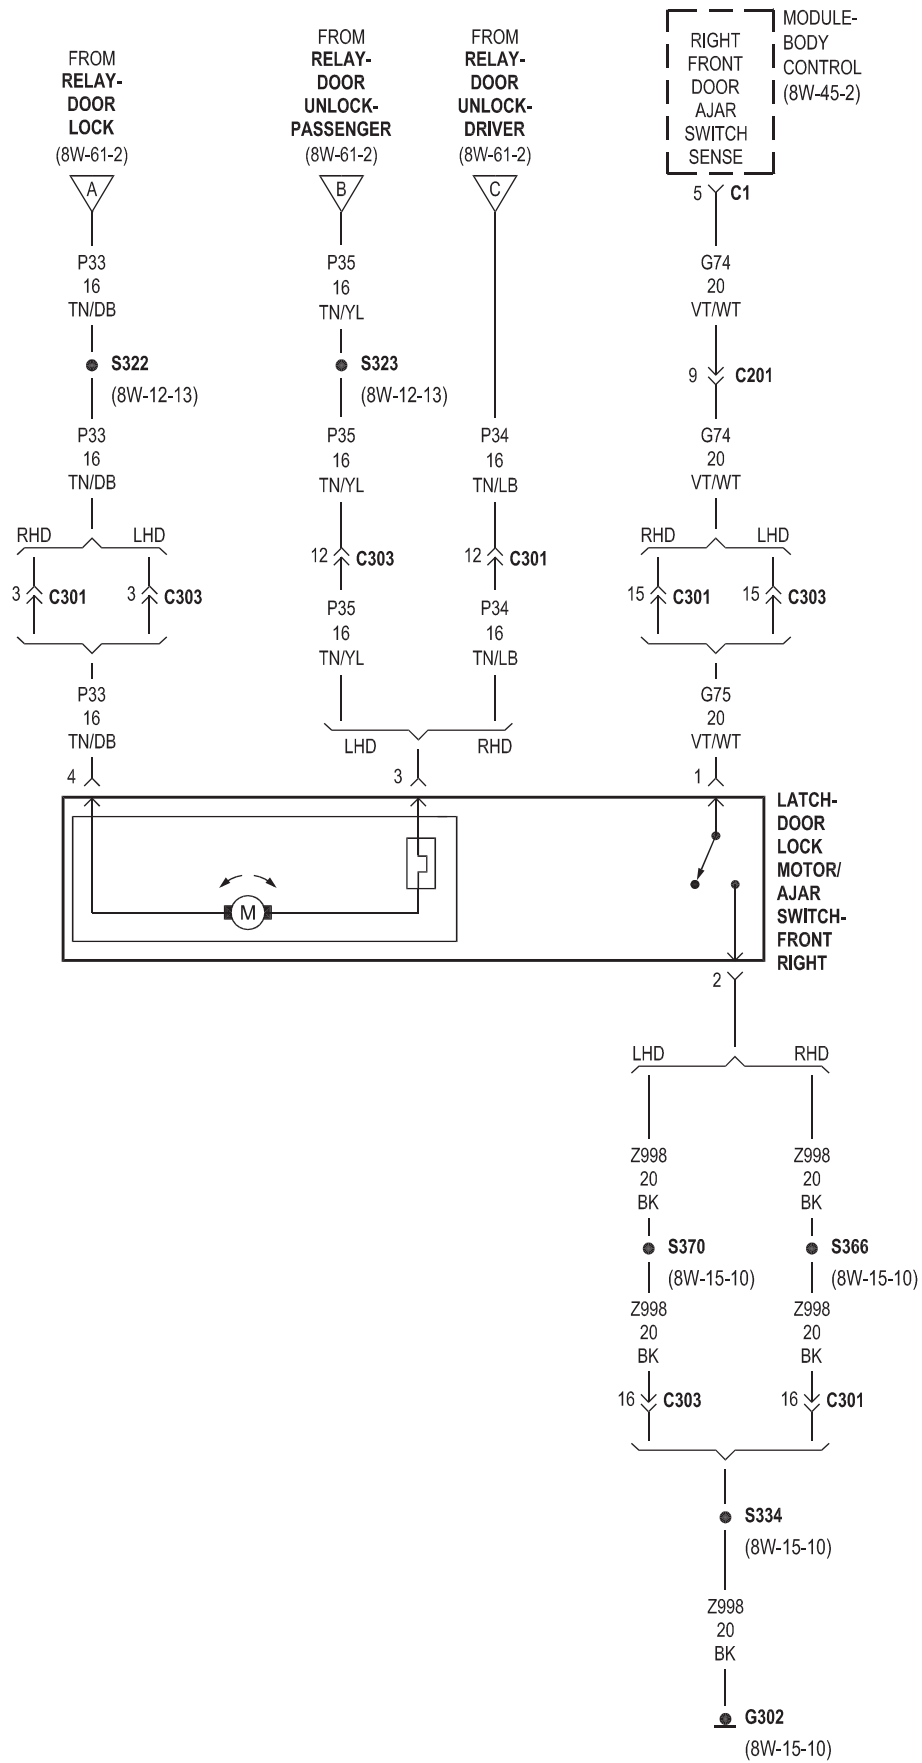 FROM
RELAY-
DOOR
LOCK
(8W-61-2)
A
FROM
RELAY-
DOOR
UNLOCK-
PASSENGER
(8W-61-2)
B
FROM
RELAY-
DOOR
UNLOCK-
DRIVER
(8W-61-2)
C
RIGHT
FRONT
DOOR
AJAR
SWITCH
SENSE
MODULE-
BODY
CONTROL
(8W-45-2)
5 C1
P33
16
TN/DB
P35
16
TN/YL
G74
20
VT/WT
S322
(8W-12-13)
S323
(8W-12-13)
9 C201
P33
16
TN/DB
P35
16
TN/YL
P34
16
TN/LB
G74
20
VT/WT
RHD LHD
3 C301 3 C303
12 C303
12 C301
RHD LHD
15 C301 15 C303
P35
16
TN/YL
P34
16
TN/LB
P33
16
TN/DB
G75
20
VT/WT
LHD RHD
4 3 1
M
LATCH-
DOOR
LOCK
MOTOR/
AJAR
SWITCH-
FRONT
RIGHT
2
LHD RHD
Z998
20
BK
Z998
20
BK
S370
(8W-15-10)
S366
(8W-15-10)
Z998
20
BK
Z998
20
BK
16 C303 16 C301
S334
(8W-15-10)
Z998
20
BK
G302
(8W-15-10)